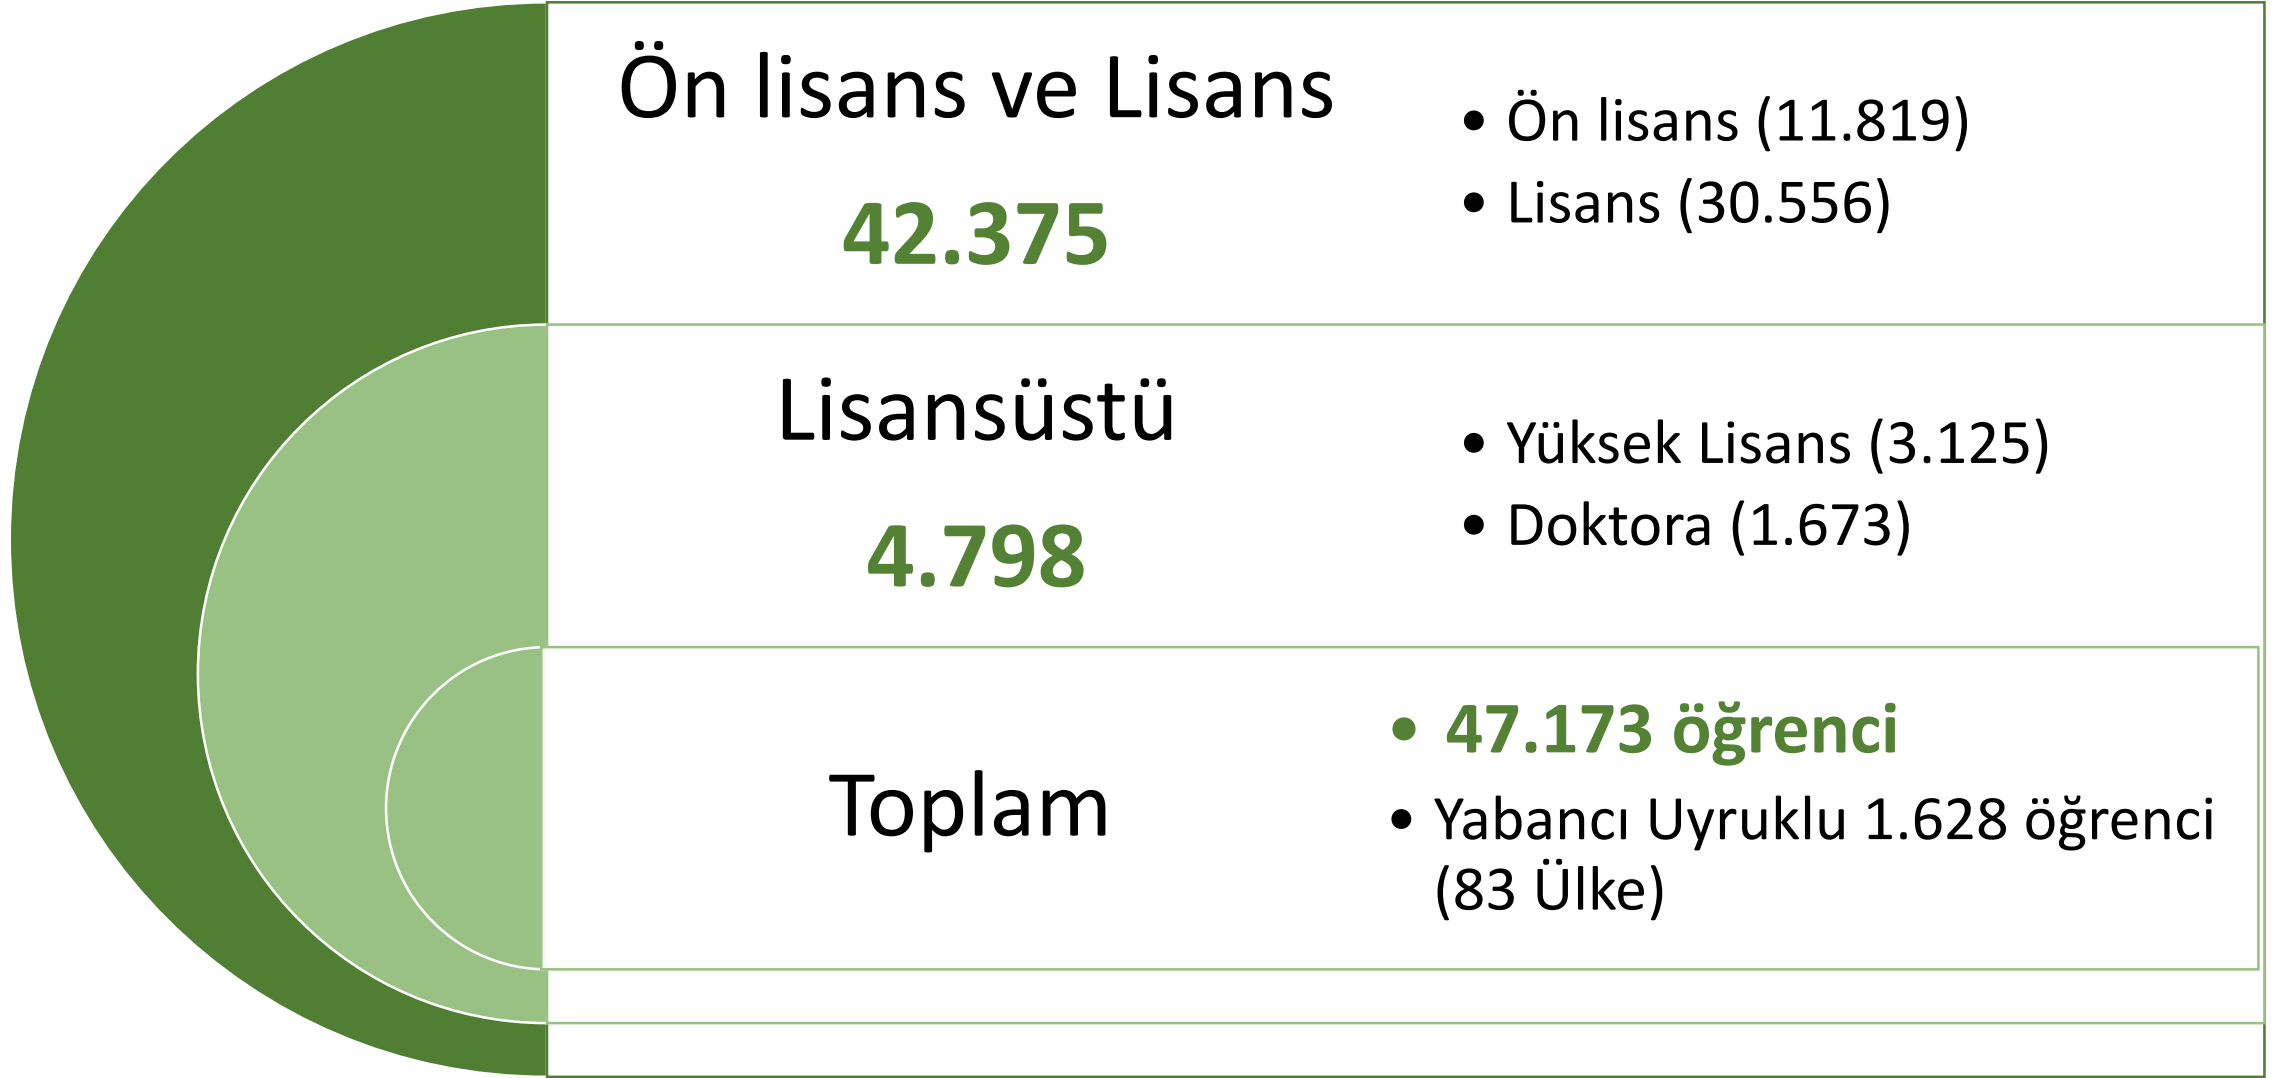 Ön lisans ve Lisans
42.375
• Ön lisans (11.819)
• Lisans (30.556)
Lisansüstü
4.798
• Yüksek Lisans (3.125)
• Doktora (1.673)
Toplam
• 47.173 öğrenci
• Yabancı Uyruklu 1.628 öğrenci
(83 Ülke)